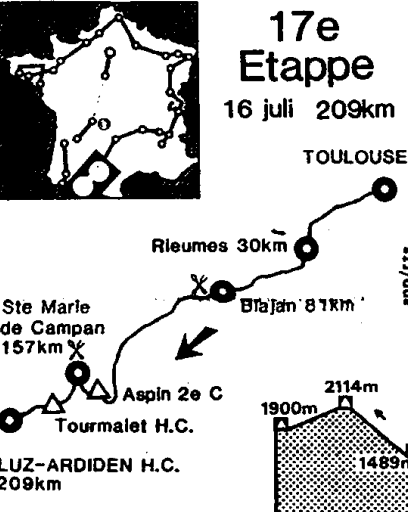 17e
Etappe
16 juli 209km
TOULOUSE
Rieumes 30km
Blajan 81km
Ste Marie
de Campan
157km
Aspin 2e C
Tourmalet H.C.
LUZ-ARDIDEN H.C.
209km
2114m
1900m
1489m